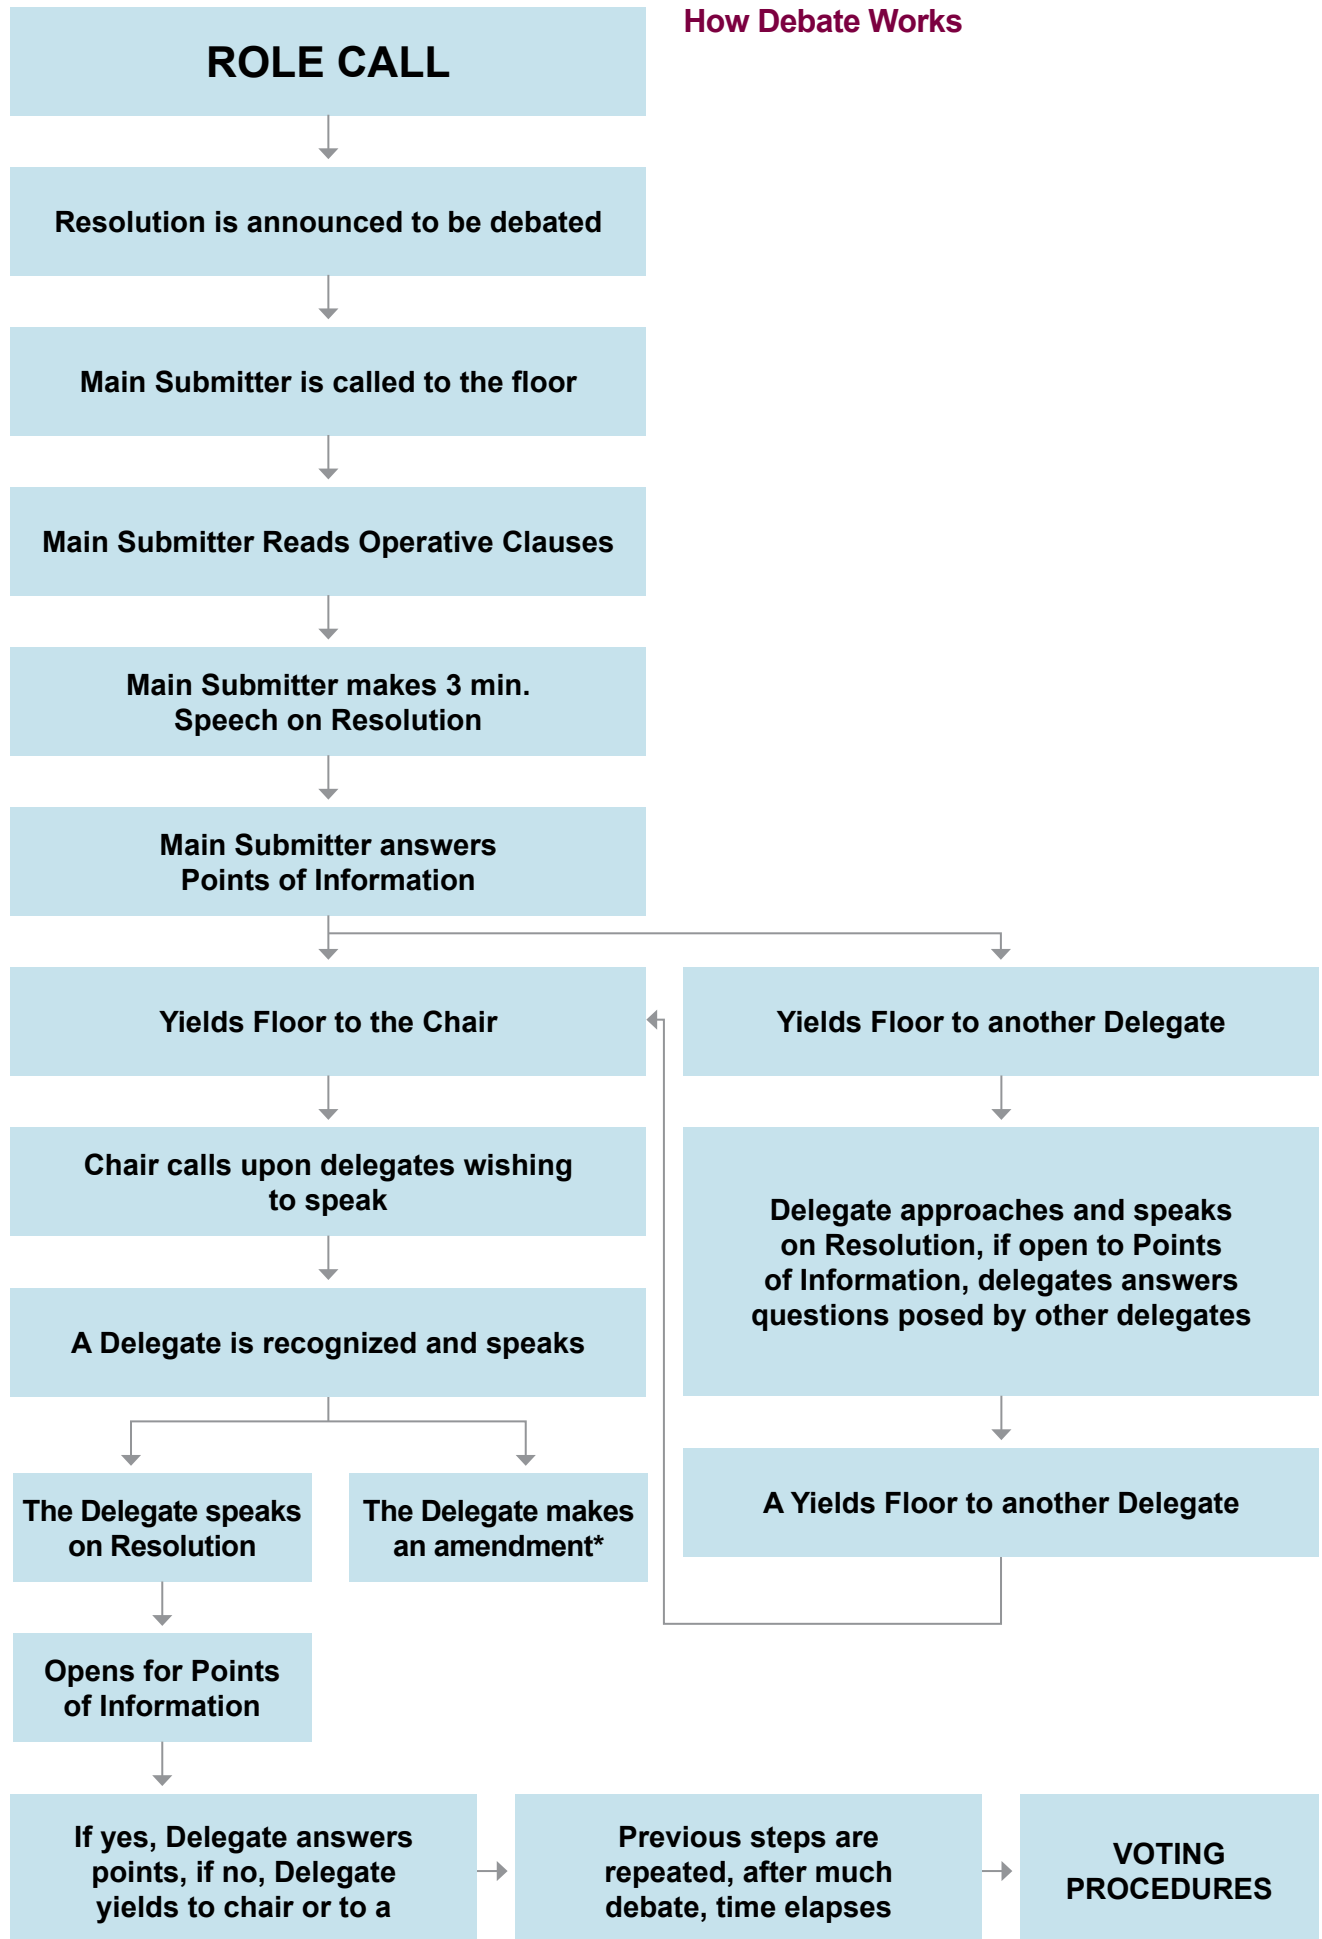 How Debate Works
ROLE CALL
Resolution is announced to be debated
Main Submitter is called to the floor
Main Submitter Reads Operative Clauses
Main Submitter makes 3 min.
Speech on Resolution
Main Submitter answers
Points of Information
Yields Floor to the Chair
Yields Floor to another Delegate
Chair calls upon delegates wishing
to speak
Delegate approaches and speaks
on Resolution, if open to Points
of Information, delegates answers
questions posed by other delegates
A Delegate is recognized and speaks
A Yields Floor to another Delegate
The Delegate speaks
on Resolution
The Delegate makes
an amendment*
Opens for Points
of Information
If yes, Delegate answers
points, if no, Delegate
yields to chair or to a
Previous steps are
repeated, after much
debate, time elapses
VOTING
PROCEDURES